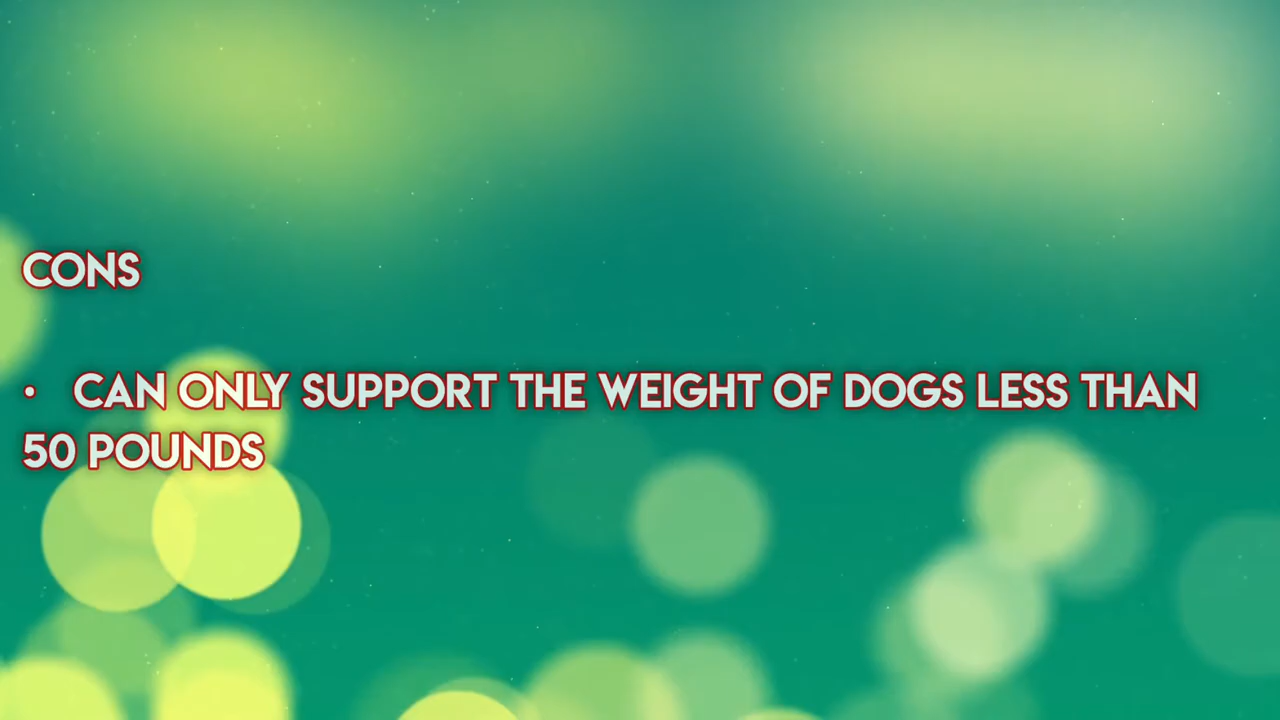 CONS
• CAN ONLY SUPPORT THE WEIGHT OF DOGS LESS THAN
50 POUNDS